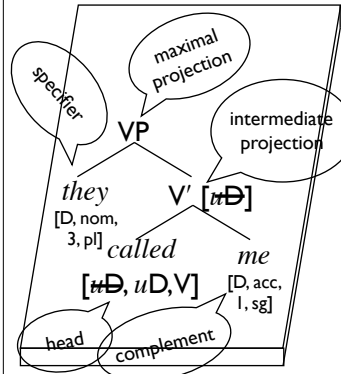 maximal
projection
specifier
VP
intermediate
projection
they
V′ [uD]
[D, nom,
3, pl]
called
me
[uD, uD,V]
[D, acc,
1, sg]
head
complement